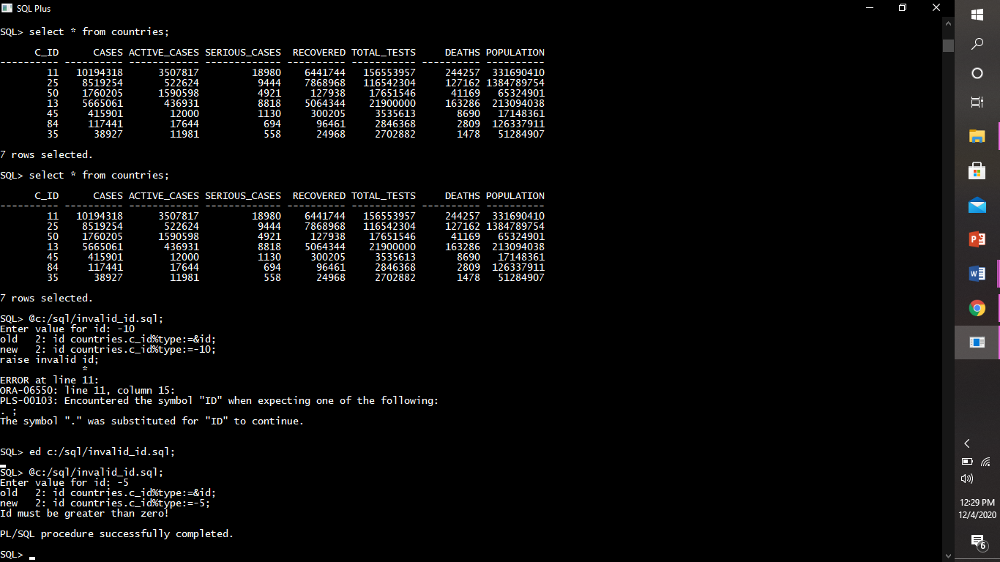 SQL Plus
SQL> select * from countries;
      C_ID      CASES ACTIVE_CASES SERIOUS_CASES  RECOVERED TOTAL_TESTS     DEATHS POPULATION
---------- ---------- ------------ ------------- ---------- ----------- ---------- ----------
        11   10194318      3507817         18980    6441744   156553957     244257  331690410
        25    8519254       522624          9444    7868968   116542304     127162 1384789754
        50    1760205      1590598          4921     127938    17651546      41169   65324901
        13    5665061       436931          8818    5064344    21900000     163286  213094038
        45     415901        12000          1130     300205     3535613       8690   17148361
        84     117441        17644           694      96461     2846368       2809  126337911
        35      38927        11981           558      24968     2702882       1478   51284907
7 rows selected.
SQL> select * from countries;
      C_ID      CASES ACTIVE_CASES SERIOUS_CASES  RECOVERED TOTAL_TESTS     DEATHS POPULATION
---------- ---------- ------------ ------------- ---------- ----------- ---------- ----------
        11   10194318      3507817         18980    6441744   156553957     244257  331690410
        25    8519254       522624          9444    7868968   116542304     127162 1384789754
        50    1760205      1590598          4921     127938    17651546      41169   65324901
        13    5665061       436931          8818    5064344    21900000     163286  213094038
        45     415901        12000          1130     300205     3535613       8690   17148361
        84     117441        17644           694      96461     2846368       2809  126337911
        35      38927        11981           558      24968     2702882       1478   51284907
7 rows selected.
SQL> @c:/sql/invalid_id.sql;
Enter value for id: -10
old   2: id countries.c_id%type:=&id;
new   2: id countries.c_id%type:=-10;
raise invalid id;
              *
ERROR at line 11:
ORA-06550: line 11, column 15:
PLS-00103: Encountered the symbol "ID" when expecting one of the following:
. ;
The symbol "." was substituted for "ID" to continue.
SQL> ed c:/sql/invalid_id.sql;
SQL> @c:/sql/invalid_id.sql;
Enter value for id: -5
old   2: id countries.c_id%type:=&id;
new   2: id countries.c_id%type:=-5;
Id must be greater than zero!
PL/SQL procedure successfully completed.
SQL>
P
W
12:29 PM
12/4/2020
6